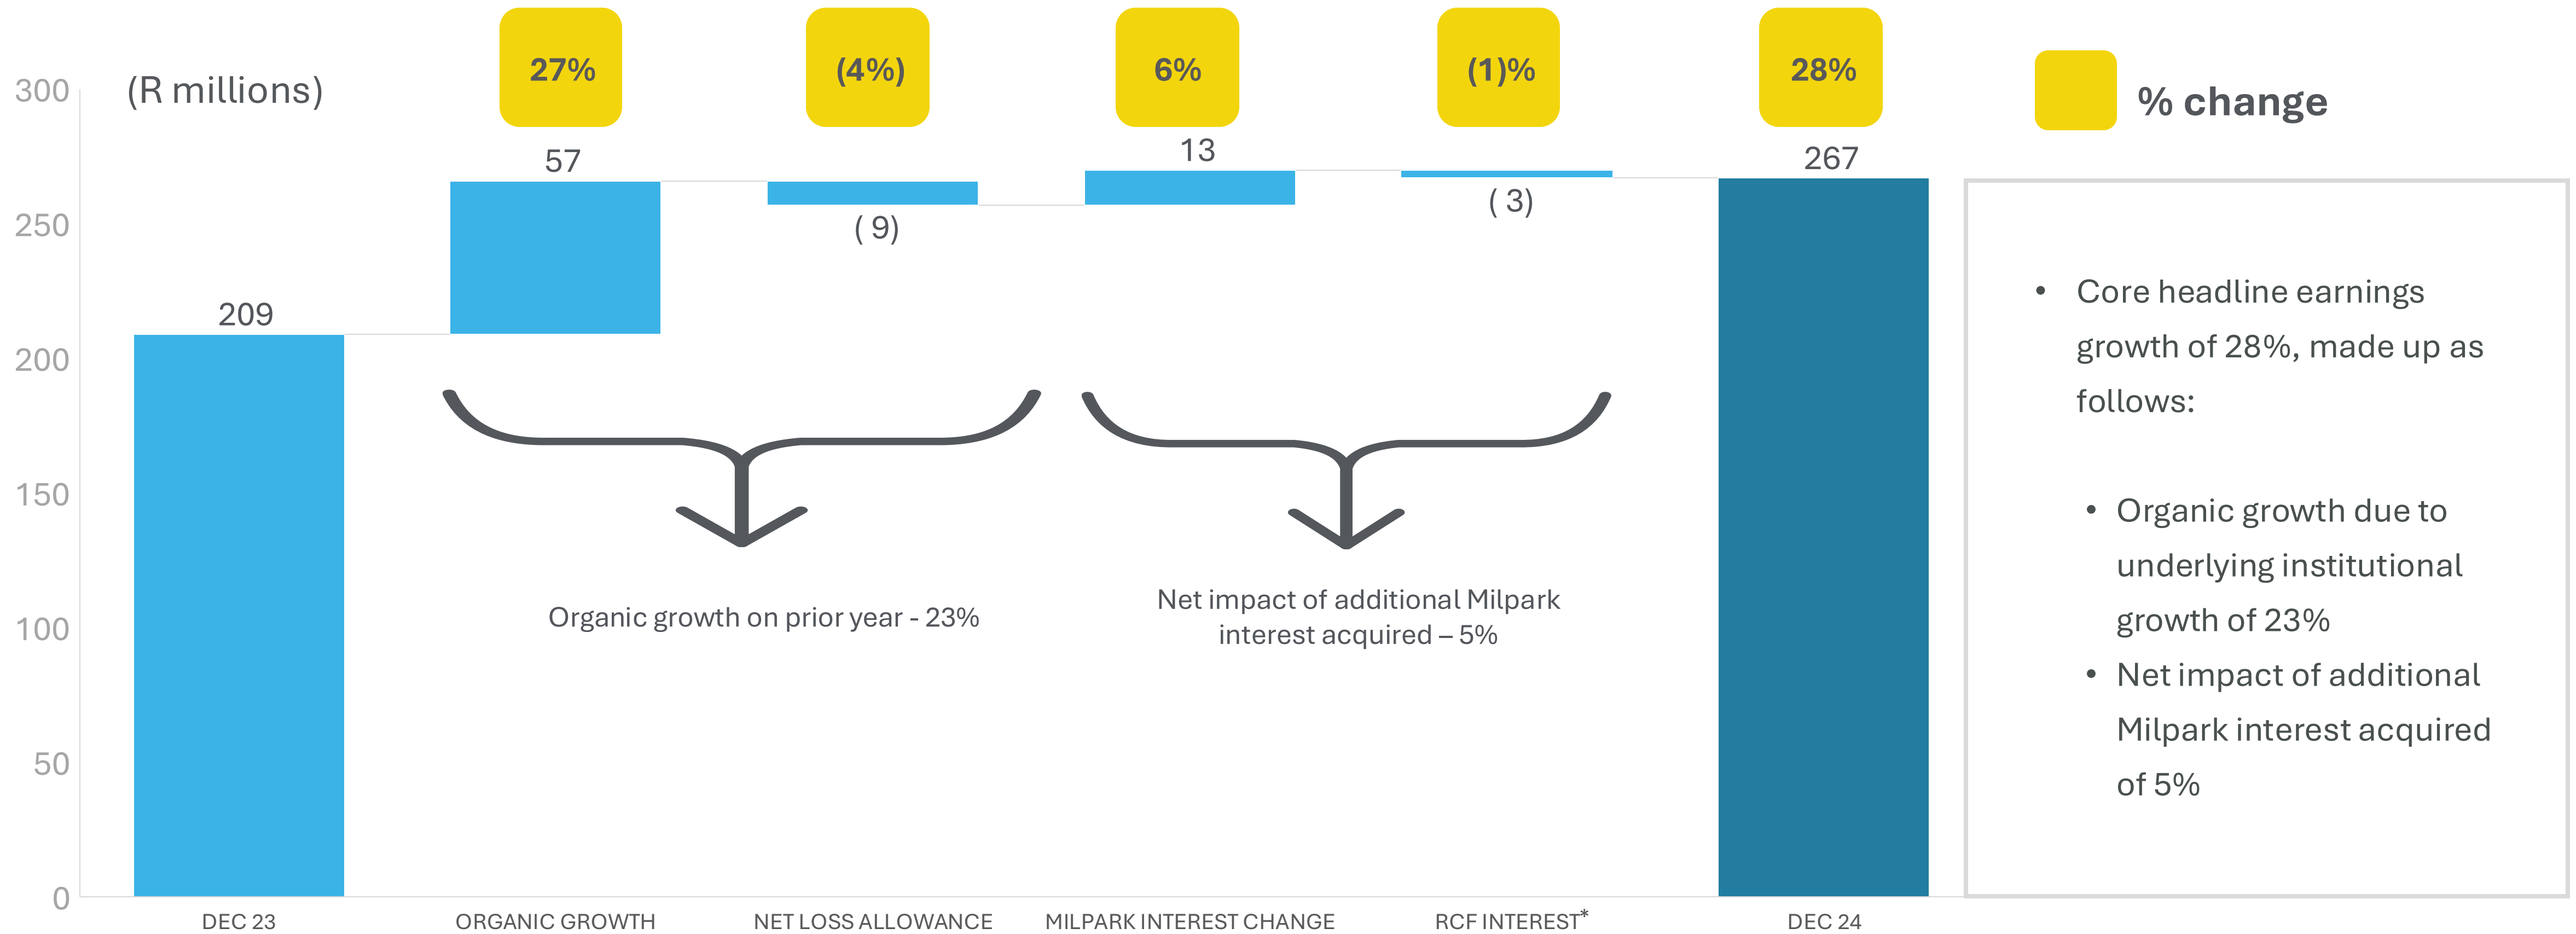 27%
(4%)
6%
(1)%
28%
% change
(R millions)
300
250
200
150
100
50
0
209
57
( 9)
13
( 3)
267
Organic growth on prior year - 23%
Net impact of additional Milpark
interest acquired – 5%
DEC 23
ORGANIC GROWTH
NET LOSS ALLOWANCE
MILPARK INTEREST CHANGE
RCF INTEREST*
DEC 24
• Core headline earnings
growth of 28%, made up as
follows:
• Organic growth due to
underlying institutional
growth of 23%
• Net impact of additional
Milpark interest acquired
of 5%